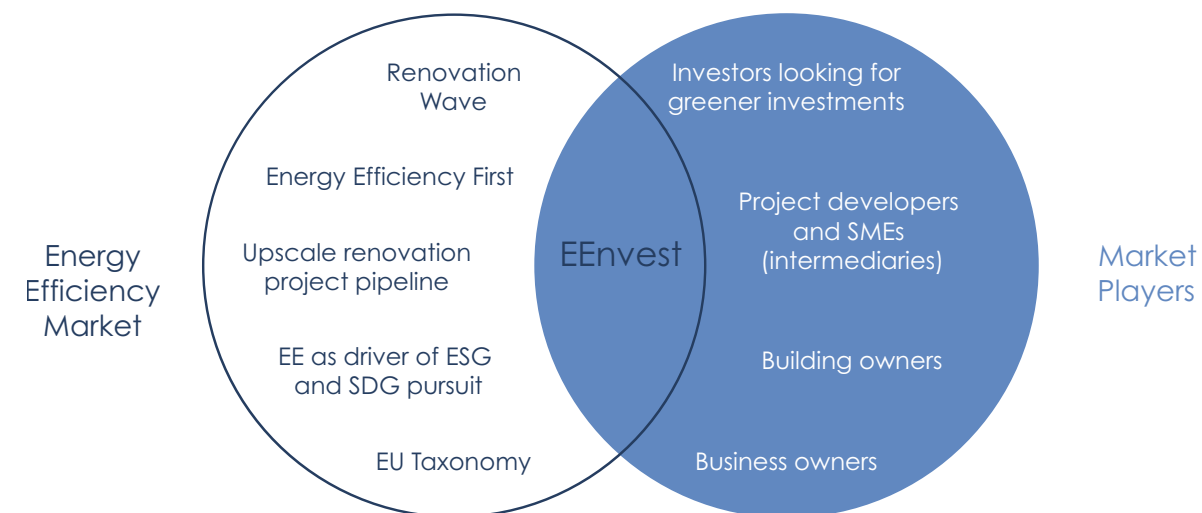 Energy
Efficiency
Market
Renovation
Wave
Energy Efficiency First
Upscale renovation
project pipeline
EE as driver of ESG
and SDG pursuit
EU Taxonomy
EEnvest
Investors looking for
greener investments
Project developers
and SMEs
(intermediaries)
Building owners
Business owners
Market
Players